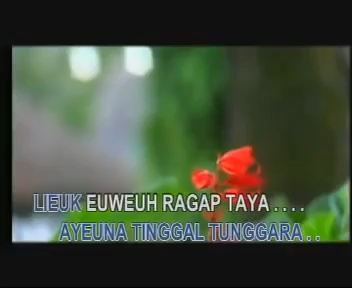 LIEUK EUWEUH RAGAP TAYA . . . .
AYEUNA TINGGAL TUNGGARA . .